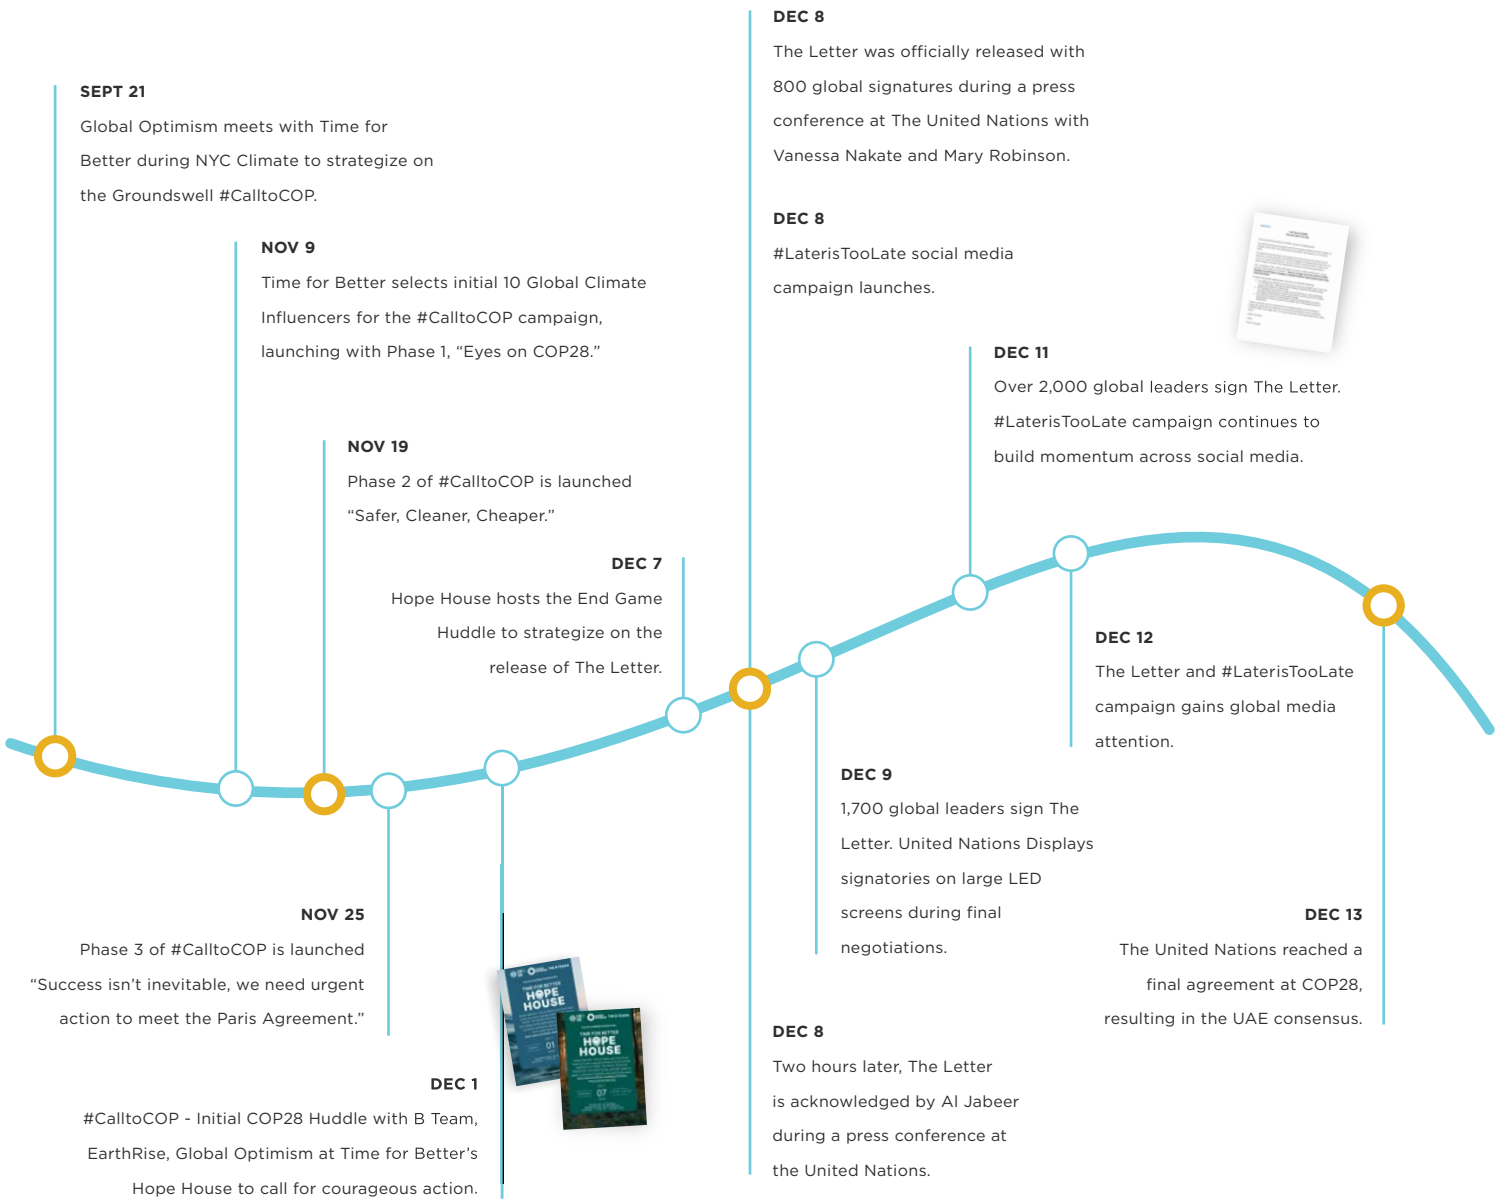 SEPT 21
Global Optimism meets with Time for
Better during NYC Climate to strategize on
the Groundswell #CalltoCOP.
NOV 9
Time for Better selects initial 10 Global Climate
Influencers for the #CalltoCOP campaign,
launching with Phase 1, “Eyes on COP28.”
NOV 19
Phase 2 of #CalltoCOP is launched
“Safer, Cleaner, Cheaper.”
NOV 25
Phase 3 of #CalltoCOP is launched
“Success isn’t inevitable, we need urgent
action to meet the Paris Agreement.”
DEC 1
#CalltoCOP - Initial COP28 Huddle with B Team,
EarthRise, Global Optimism at Time for Better’s
Hope House to call for courageous action.
TIME FOR BETTER
HOPE
HOUSE
01
TIME FOR BETTER
HOPE
HOUSE
07
DEC 7
Hope House hosts the End Game
Huddle to strategize on the
release of The Letter.
DEC 8
The Letter was officially released with
800 global signatures during a press
conference at The United Nations with
Vanessa Nakate and Mary Robinson.
DEC 8
#LaterisTooLate social media
campaign launches.
DEC 8
Two hours later, The Letter
is acknowledged by Al Jabeer
during a press conference at
the United Nations.
DEC 9
1,700 global leaders sign The
Letter. United Nations Displays
signatories on large LED
screens during final
negotiations.
DEC 11
Over 2,000 global leaders sign The Letter.
#LaterisTooLate campaign continues to
build momentum across social media.
DEC 12
The Letter and #LaterisTooLate
campaign gains global media
attention.
DEC 13
The United Nations reached a
final agreement at COP28,
resulting in the UAE consensus.